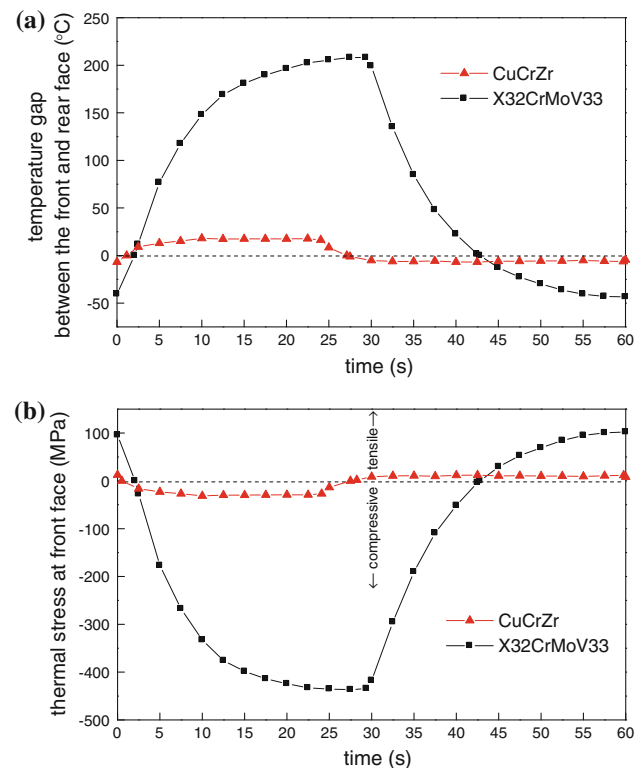 (a)
temperature gap
between the front and rear face (°C)
250
200
150
100
50
0
-50
CuCrZr
X32CrMoV33
0 5 10 15 20 25 30 35 40 45 50 55 60
time (s)
(b)
thermal stress at front face (MPa)
100
0
-100
-200
-300
-400
-500
← compressive tensile →
CuCrZr
X32CrMoV33
0 5 10 15 20 25 30 35 40 45 50 55 60
time (s)